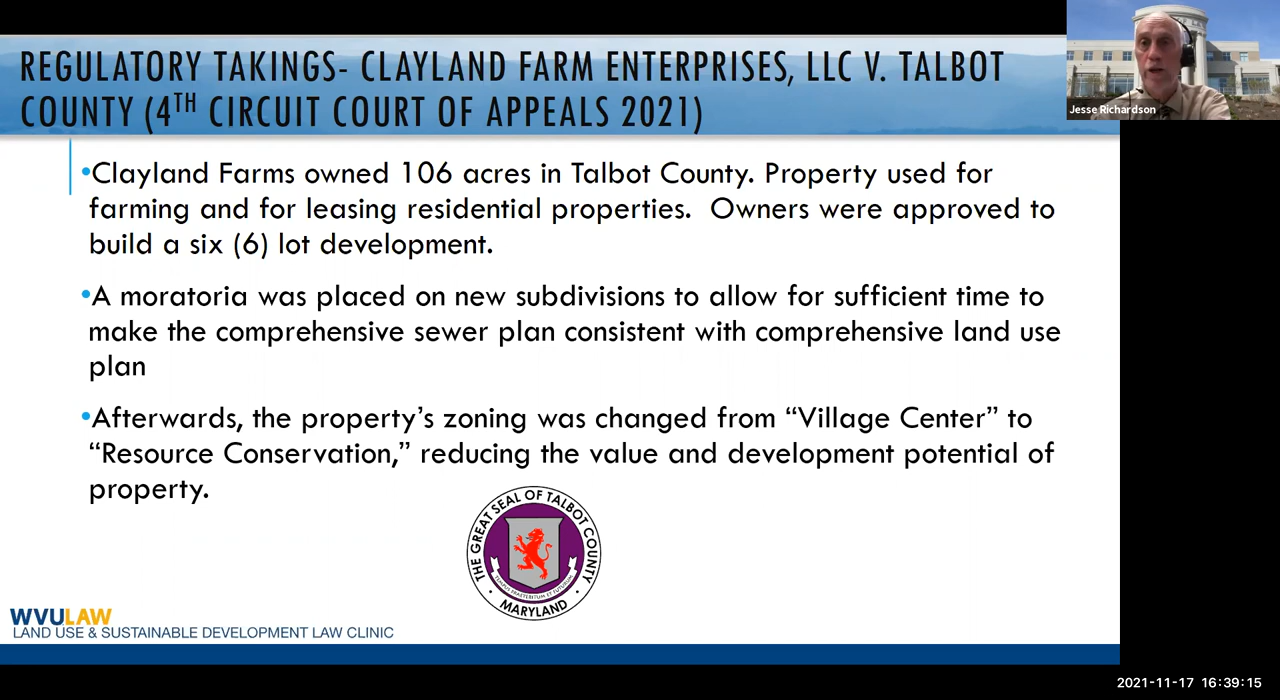 REGULATORY TAKINGS- CLAYLAND FARM ENTERPRISES, LLC V. TALBOT
COUNTY (4TH CIRCUIT COURT OF APPEALS 2021)
Jesse Richardson
•Clayland Farms owned 106 acres in Talbot County. Property used for
farming and for leasing residential properties. Owners were approved to
build a six (6) lot development.
•A moratoria was placed on new subdivisions to allow for sufficient time to
make the comprehensive sewer plan consistent with comprehensive land use
plan
•Afterwards, the property’s zoning was changed from “Village Center” to
“Resource Conservation,” reducing the value and development potential of
property.
THE GREAT SEAL OF TALBOT COUNTY
TEMPUS PRAETERITUM ET FUTURUM
• MARYLAND •
WVULAW
LAND USE & SUSTAINABLE DEVELOPMENT LAW CLINIC
2021-11-17 16:39:15